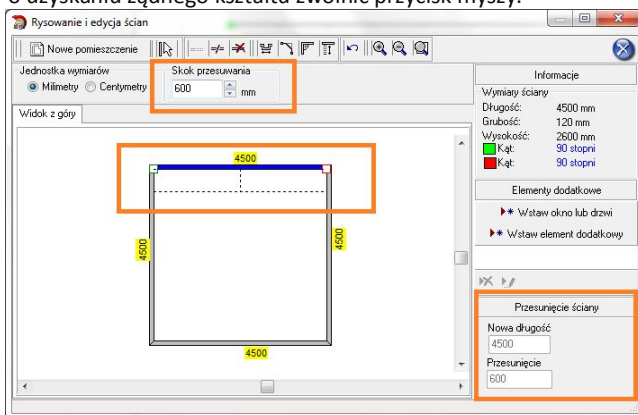 o uzyskaniu żądnego kształtu zwolnić przycisk myszy.
Rysowanie i edycja ścian
Nowe pomieszczenie
Jednostka wymiarów
Milimetry
Centymetry
Skok przesuwania
600
mm
Widok z góry
4500
4500
4500
4500
Informacje
Wymiary ściany
Długość: 4500 mm
Grubość: 120 mm
Wysokość: 2600 mm
Kąt: 90 stopni
Kąt: 90 stopni
Elementy dodatkowe
Wstaw okno lub drzwi
Wstaw element dodatkowy
Przesunięcie ściany
Nowa długość
4500
Przesunięcie
600